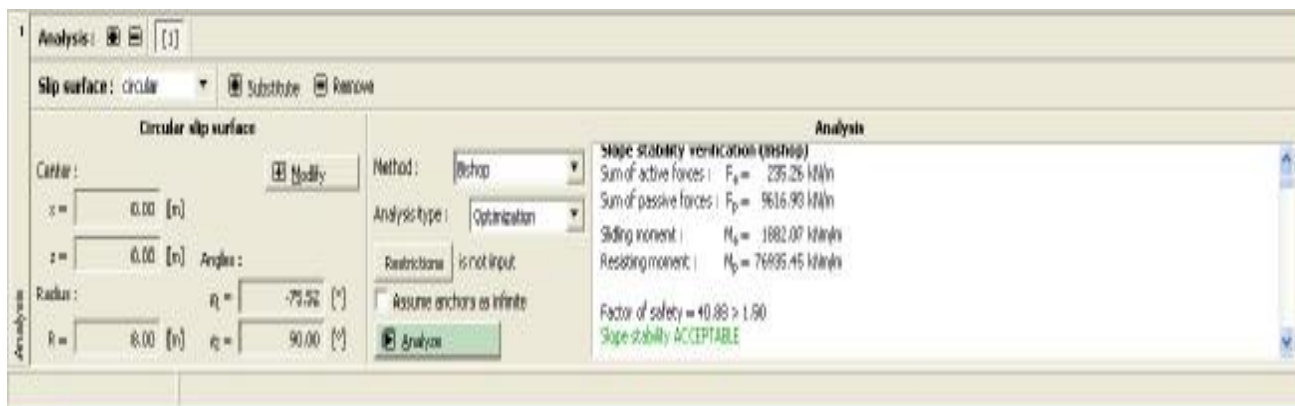 1
Analysis : [1]
Slip surface : circular Substitute Remove
Circular slip surface
Center :
Modify
x = 0.00 [m]
z = 0.00 [m]
Angles :
Radius :
α₁ = -75.52 [°]
R = 8.00 [m]
α₂ = 90.00 [°]
Analysis
Method : Bishop
Analysis type : Optimization
Restrictions is not input
Assume anchors as infinite
Analyze
Analysis
Slope stability verification (Bishop)
Sum of active forces : Fₐ = 235.26 kN/m
Sum of passive forces : Fₚ = 9616.93 kN/m
Sliding moment : Mₐ = 1882.07 kNm/m
Resisting moment : Mₚ = 76935.45 kNm/m
Factor of safety = 40.88 > 1.50
Slope stability ACCEPTABLE